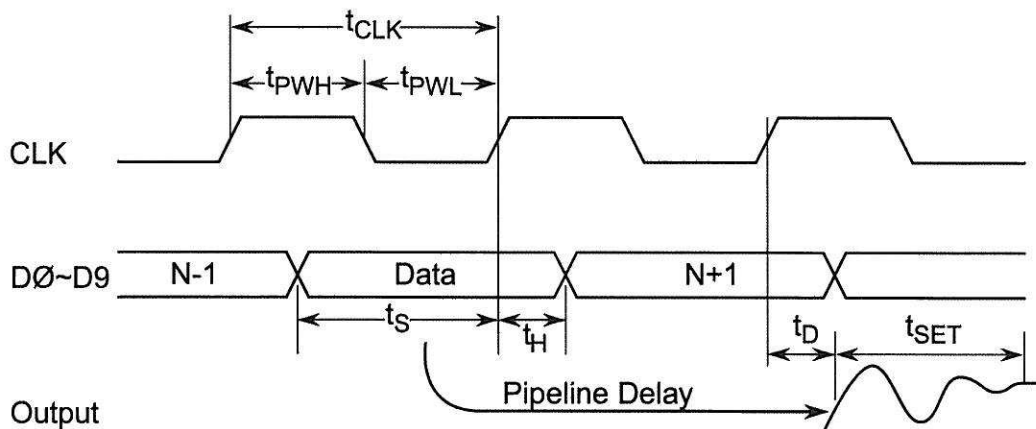 tCLK
tPWH tPWL
CLK
DØ~D9 N-1 Data N+1
tS tH tD tSET
Pipeline Delay
Output